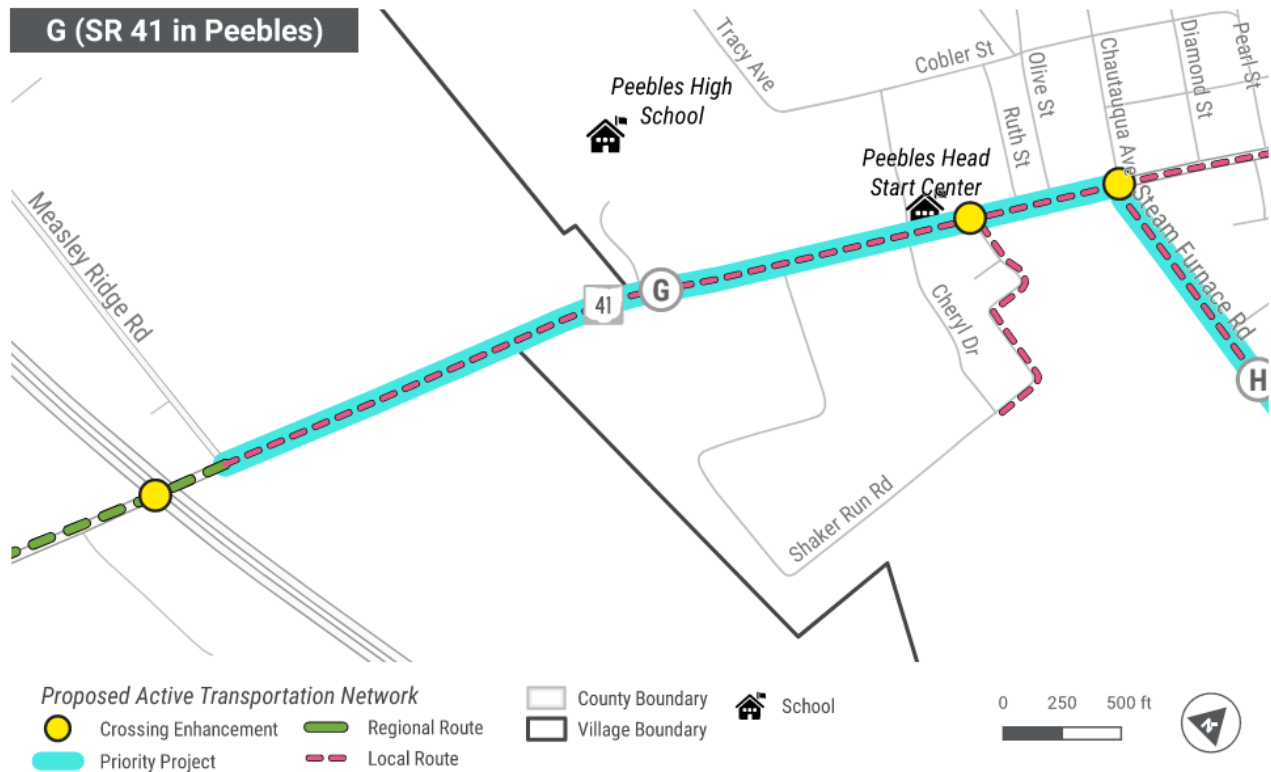 G (SR 41 in Peebles)
Tracy Ave
Cobler St
Olive St
Ruth St
Chautauqua Ave
Diamond St
Pearl St
Peebles High
School
Peebles Head
Start Center
Measley Ridge Rd
41
G
Steam Furnace Rd
Cheryl Dr
H
Shaker Run Rd
Proposed Active Transportation Network
Crossing Enhancement
Regional Route
Priority Project
Local Route
County Boundary
Village Boundary
School
0 250 500 ft
N